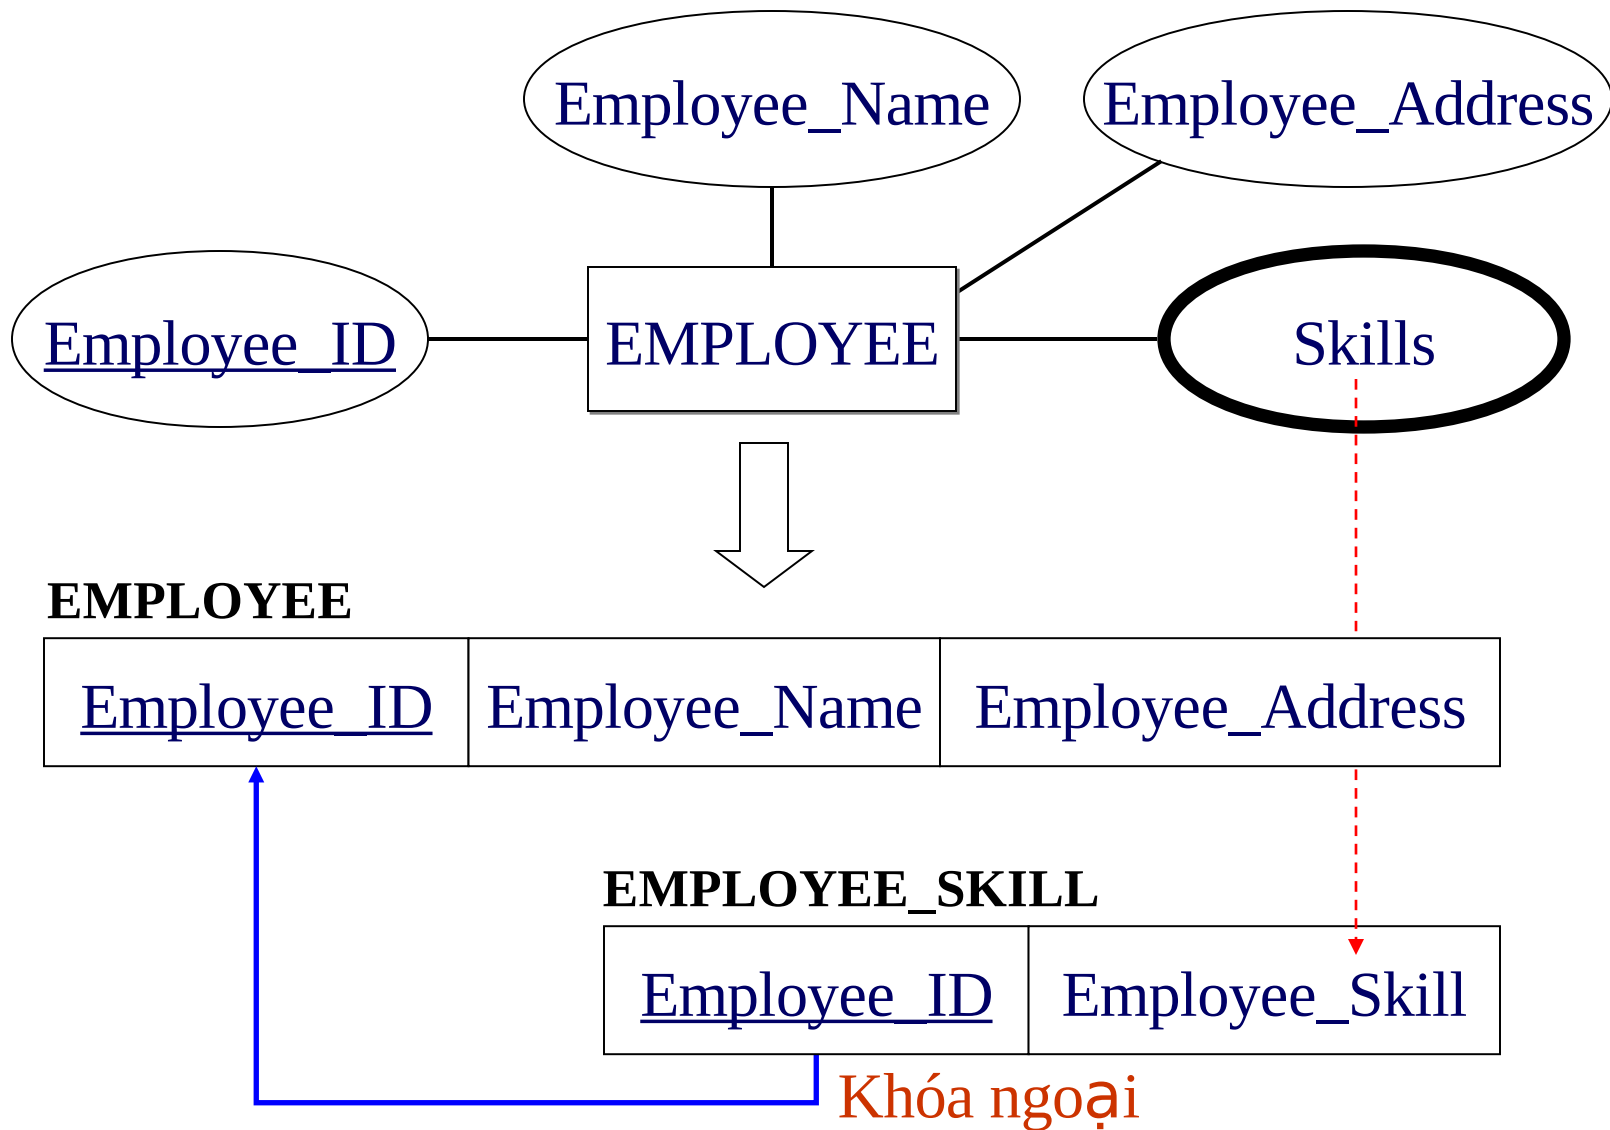 Employee_Name
Employee_Address
Employee_ID
EMPLOYEE
Skills
EMPLOYEE
Employee_ID
Employee_Name
Employee_Address
EMPLOYEE_SKILL
Employee_ID
Employee_Skill
Khóa ngoại